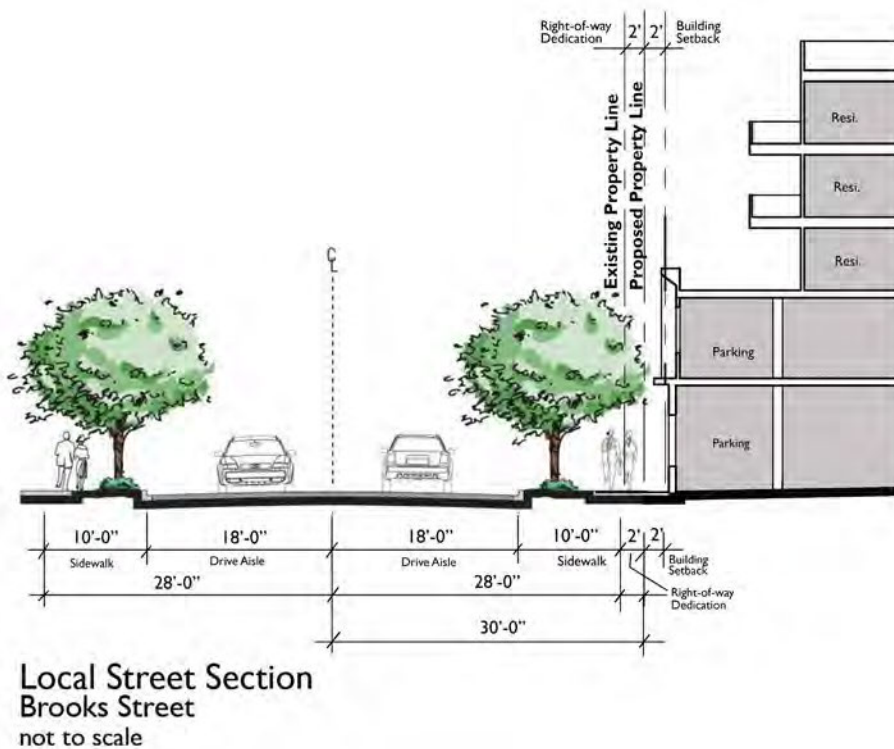 Right-of-way
Dedication
2'
2'
Building
Setback
Existing Property Line
Proposed Property Line
Resi.
Resi.
Resi.
CL
Parking
Parking
10'-0"
18'-0"
18'-0"
10'-0"
2'
2'
Sidewalk
Drive Aisle
Drive Aisle
Sidewalk
Building
Setback
28'-0"
28'-0"
Right-of-way
Dedication
30'-0"
Local Street Section
Brooks Street
not to scale